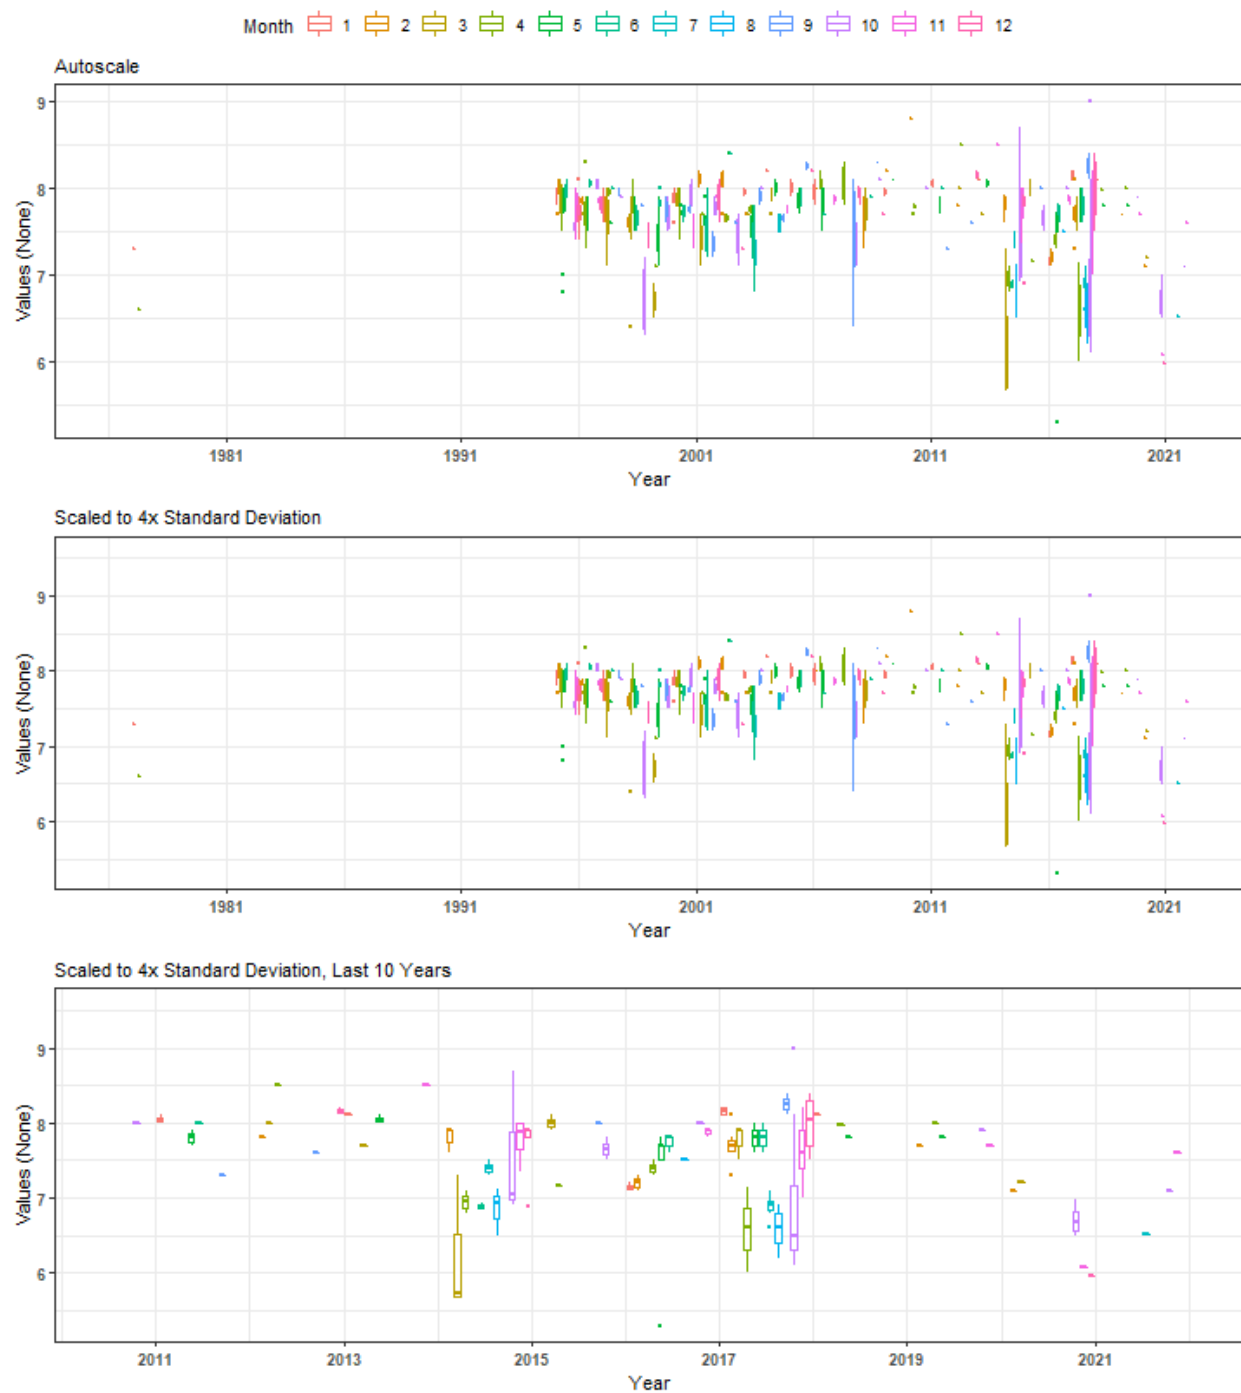 Month 1 2 3 4 5 6 7 8 9 10 11 12
Autoscale
9
8
7
6
Values (None)
1981 1991 2001 2011 2021
Year
Scaled to 4x Standard Deviation
9
8
7
6
Values (None)
1981 1991 2001 2011 2021
Year
Scaled to 4x Standard Deviation, Last 10 Years
9
8
7
6
Values (None)
2011 2013 2015 2017 2019 2021
Year